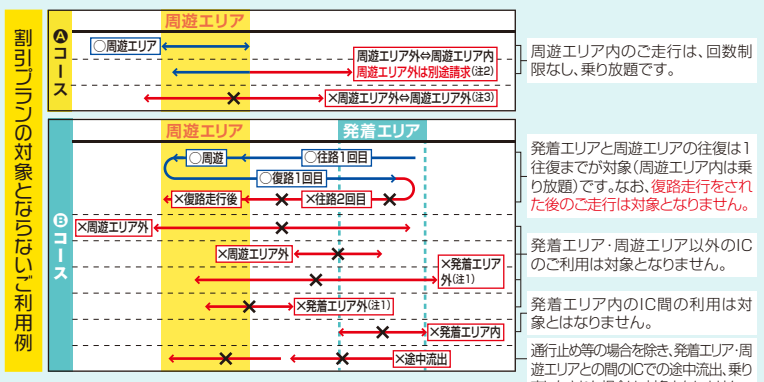 割引プランの対象とならないご利用例
Aコース
周遊エリア
○周遊エリア
周遊エリア外⇔周遊エリア内
周遊エリア外は別途請求(注2)
×周遊エリア外⇔周遊エリア外(注3)
周遊エリア内のご走行は、回数制
限なし、乗り放題です。
Bコース
周遊エリア
発着エリア
○周遊
○往路1回目
○復路1回目
×復路走行後
×往路2回目
×周遊エリア外
×周遊エリア外
×発着エリア
外(注1)
×発着エリア外(注1)
×発着エリア内
×途中流出
発着エリアと周遊エリアの往復は1
往復までが対象(周遊エリア内は乗
り放題)です。なお、復路走行をされ
た後のご走行は対象となりません。
発着エリア・周遊エリア以外のIC
のご利用は対象となりません。
発着エリア内のIC間の利用は対
象とはなりません。
通行止め等の場合を除き、発着エリア・周
遊エリアとの間のICでの途中流出、乗り